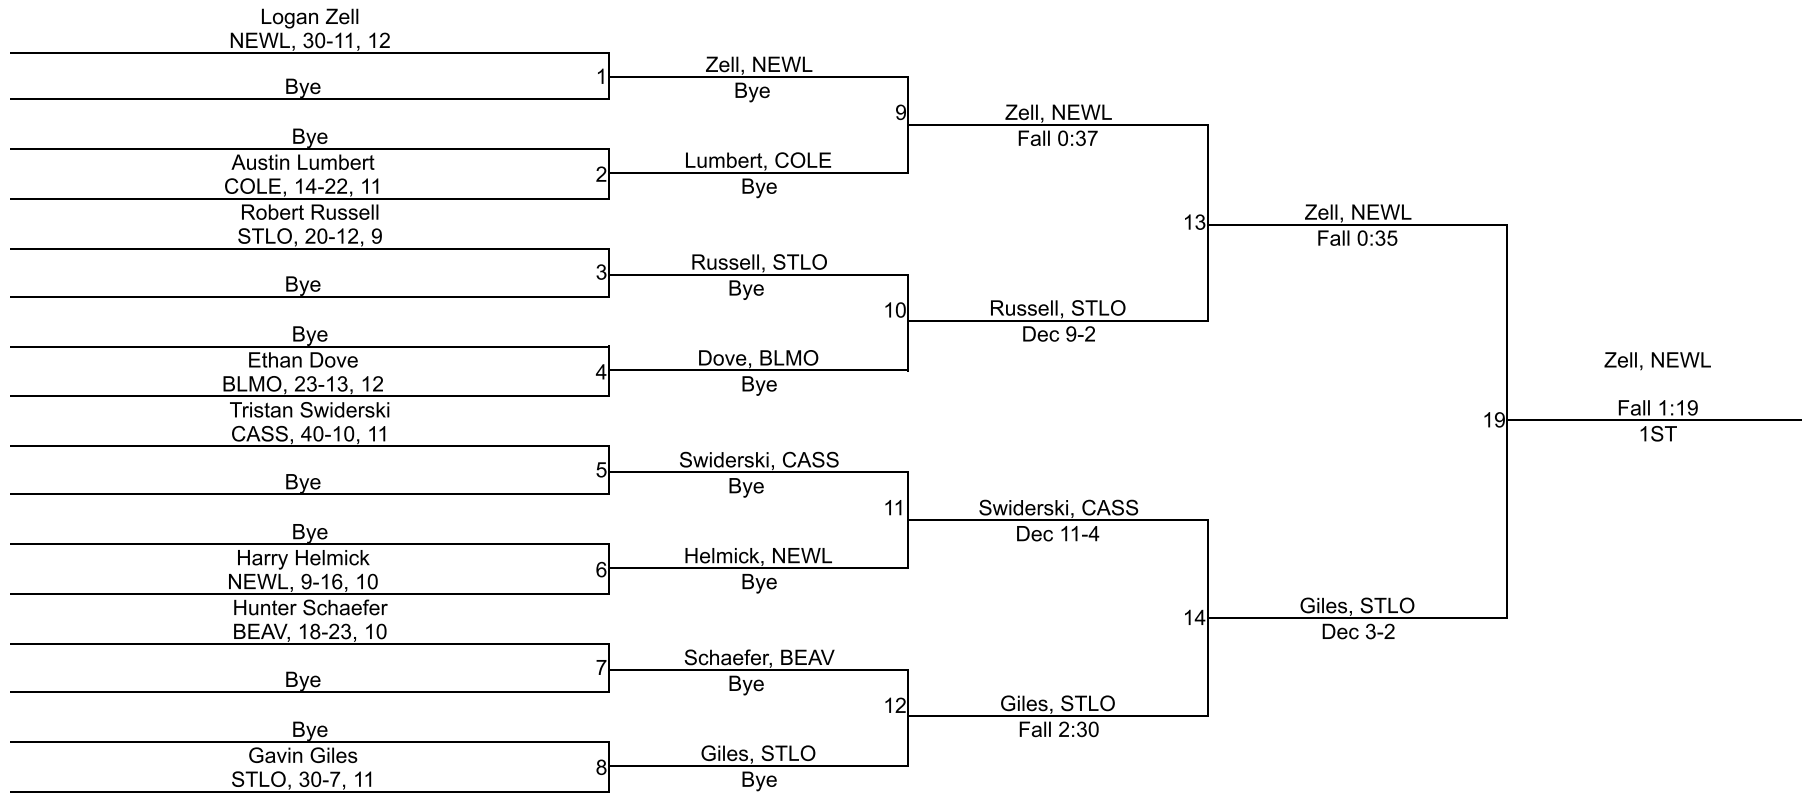 Logan Zell
NEWL, 30-11, 12
Bye
1
Bye
Austin Lumbert
COLE, 14-22, 11
2
Robert Russell
STLO, 20-12, 9
Bye
3
Bye
Ethan Dove
BLMO, 23-13, 12
4
Tristan Swiderski
CASS, 40-10, 11
Bye
5
Bye
Harry Helmick
NEWL, 9-16, 10
6
Hunter Schaefer
BEAV, 18-23, 10
Bye
7
Bye
Gavin Giles
STLO, 30-7, 11
8
Zell, NEWL
Bye
9
Lumbert, COLE
Bye
Russell, STLO
Bye
10
Dove, BLMO
Bye
Swiderski, CASS
Bye
11
Helmick, NEWL
Bye
Schaefer, BEAV
Bye
12
Giles, STLO
Bye
Zell, NEWL
Fall 0:37
13
Russell, STLO
Dec 9-2
Swiderski, CASS
Dec 11-4
14
Giles, STLO
Fall 2:30
Zell, NEWL
Fall 0:35
19
Giles, STLO
Dec 3-2
Zell, NEWL
Fall 1:19
1ST